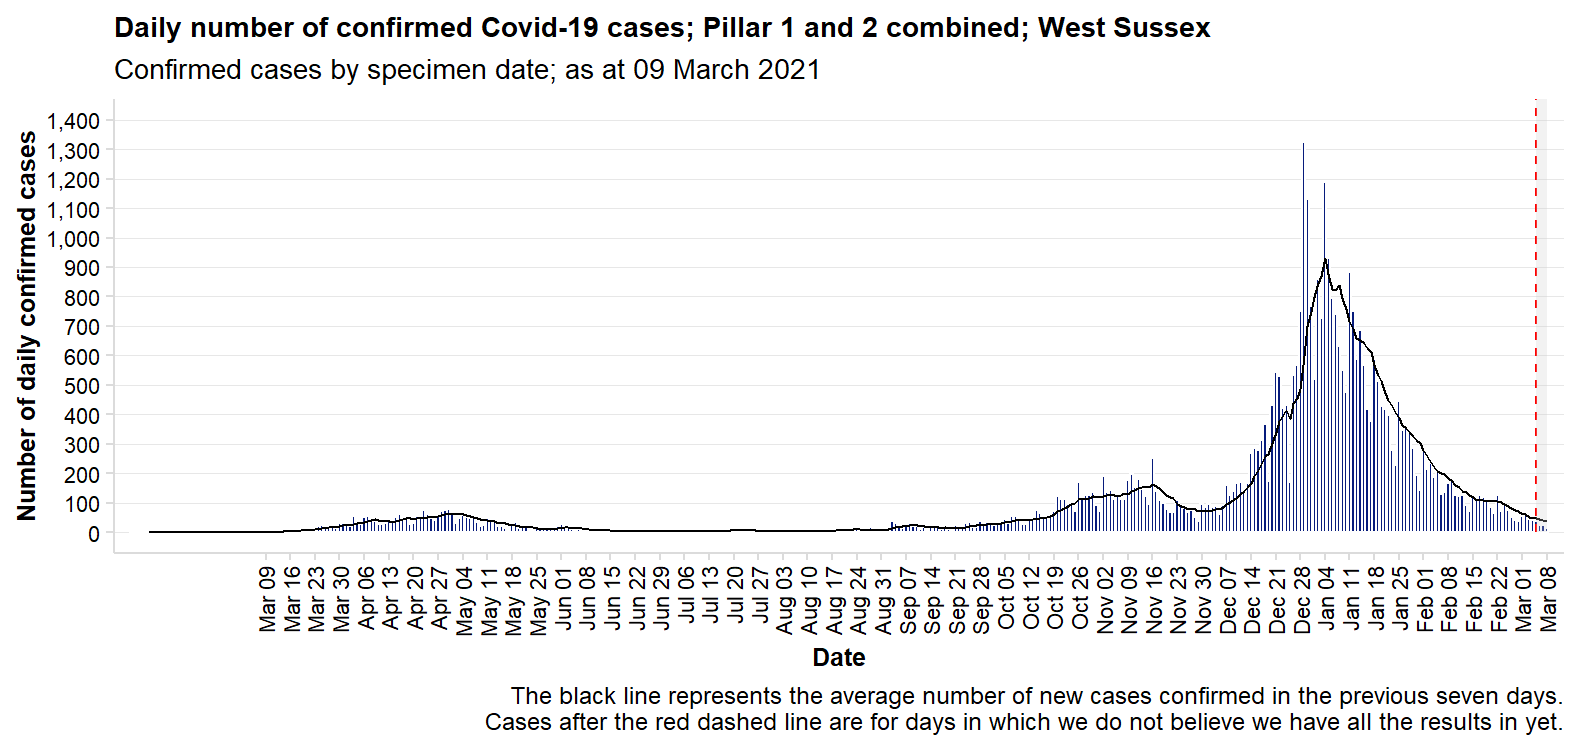 Daily number of confirmed Covid-19 cases; Pillar 1 and 2 combined; West Sussex
Confirmed cases by specimen date; as at 09 March 2021
Number of daily confirmed cases
1,400
1,300
1,200
1,100
1,000
900
800
700
600
500
400
300
200
100
0
Mar 09
Mar 16
Mar 23
Mar 30
Apr 06
Apr 13
Apr 20
Apr 27
May 04
May 11
May 18
May 25
Jun 01
Jun 08
Jun 15
Jun 22
Jun 29
Jul 06
Jul 13
Jul 20
Jul 27
Aug 03
Aug 10
Aug 17
Aug 24
Aug 31
Sep 07
Sep 14
Sep 21
Sep 28
Oct 05
Oct 12
Oct 19
Oct 26
Nov 02
Nov 09
Nov 16
Nov 23
Nov 30
Dec 07
Dec 14
Dec 21
Dec 28
Jan 04
Jan 11
Jan 18
Jan 25
Feb 01
Feb 08
Feb 15
Feb 22
Mar 01
Mar 08
Date
The black line represents the average number of new cases confirmed in the previous seven days.
Cases after the red dashed line are for days in which we do not believe we have all the results in yet.